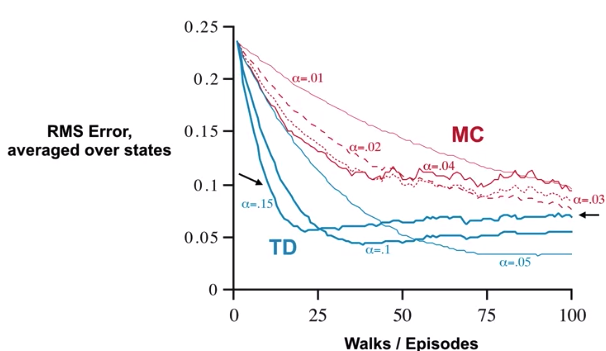 0.25
0.2
α=.01
RMS Error,
averaged over states
0.15
MC
α=.02
α=.04
0.1
α=.03
α=.15
0.05
TD
α=.1
α=.05
0
0
25
50
75
100
Walks / Episodes